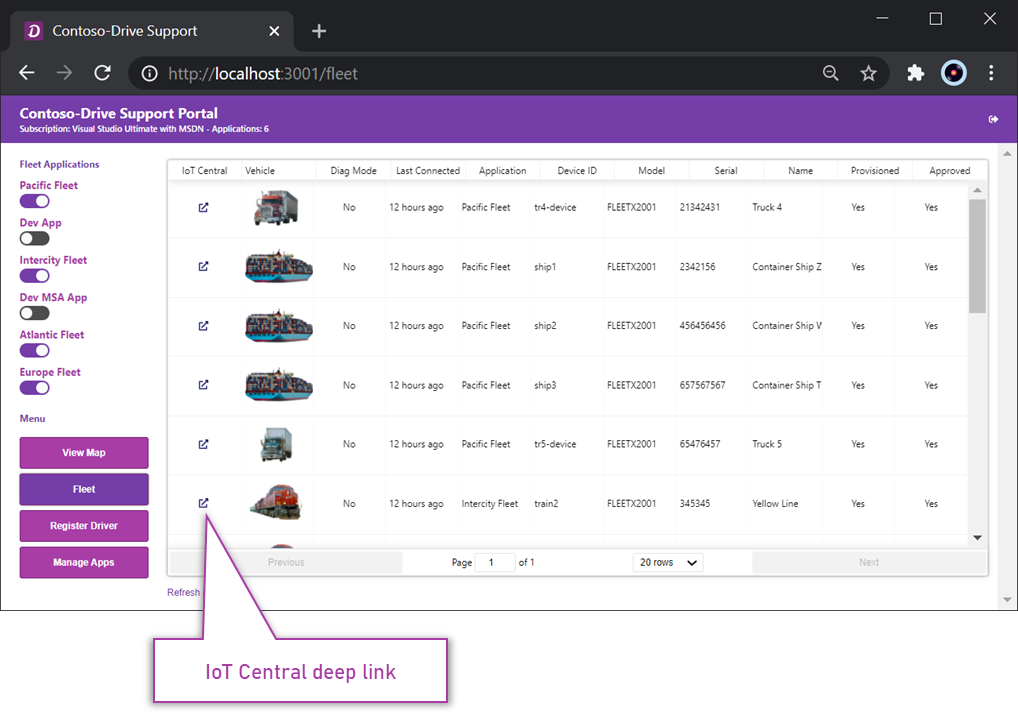 Contoso-Drive Support
http://localhost:3001/fleet
Contoso-Drive Support Portal
Subscription: Visual Studio Ultimate with MSDN - Applications: 6
Fleet Applications
Pacific Fleet
Dev App
Intercity Fleet
Dev MSA App
Atlantic Fleet
Europe Fleet
Menu
View Map
Fleet
Register Driver
Manage Apps
IoT Central Vehicle Diag Mode Last Connected Application Device ID Model Serial Name Provisioned Approved
No 12 hours ago Pacific Fleet tr4-device FLEETX2001 21342431 Truck 4 Yes Yes
No 12 hours ago Pacific Fleet ship1 FLEETX2001 2342156 Container Ship Z Yes Yes
No 12 hours ago Pacific Fleet ship2 FLEETX2001 456456456 Container Ship V Yes Yes
No 12 hours ago Pacific Fleet ship3 FLEETX2001 657567567 Container Ship T Yes Yes
No 12 hours ago Pacific Fleet tr5-device FLEETX2001 65476457 Truck 5 Yes Yes
No 12 hours ago Intercity Fleet train2 FLEETX2001 345345 Yellow Line Yes Yes
Previous Page 1 of 1 20 rows Next
Refresh
IoT Central deep link